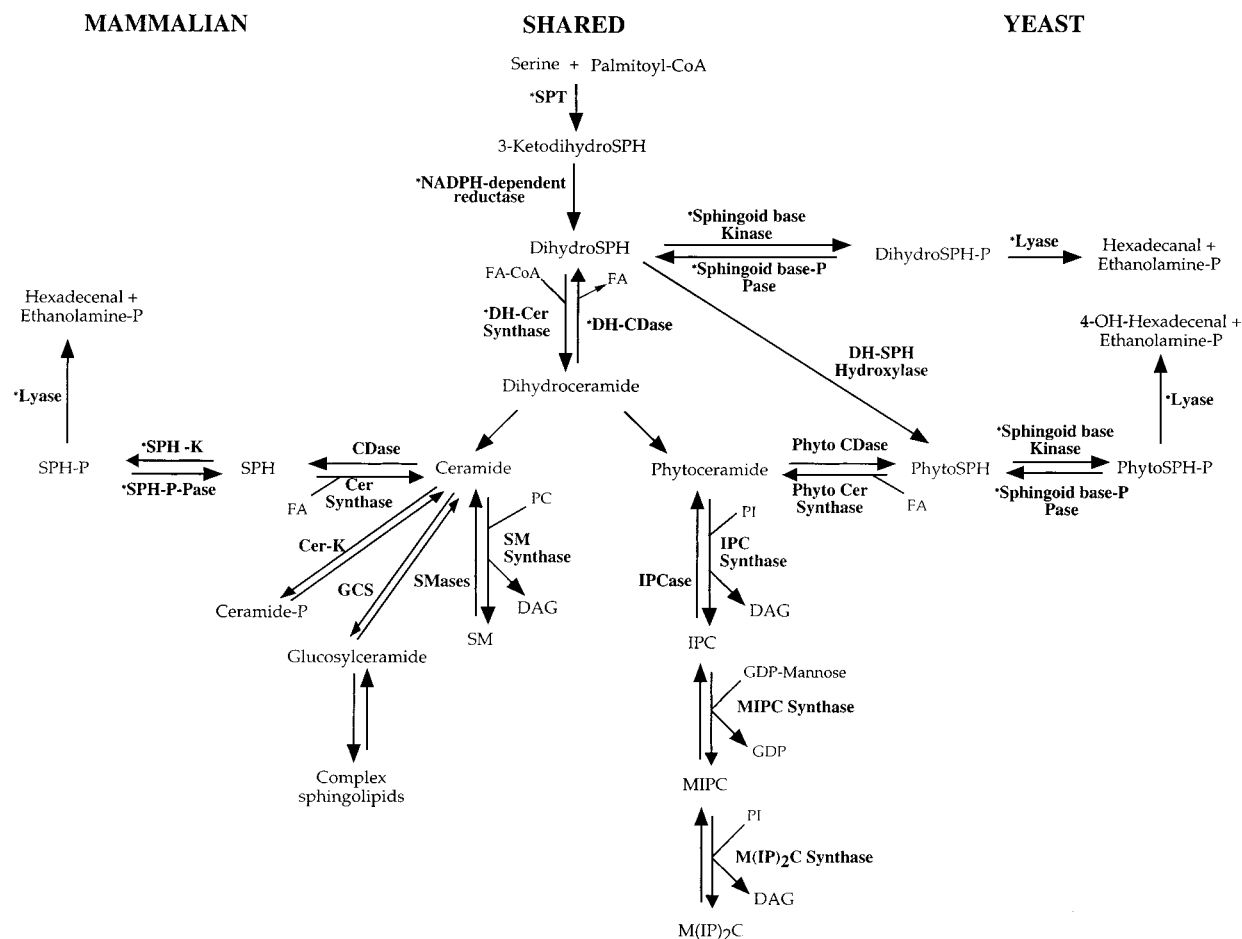 MAMMALIAN
SHARED
YEAST
Serine + Palmitoyl-CoA
*SPT
3-KetodihydroSPH
*NADPH-dependent
reductase
DihydroSPH
*Sphingoid base
Kinase
*Sphingoid base-P
Pase
DihydroSPH-P
*Lyase
Hexadecanal +
Ethanolamine-P
FA-CoA
FA
*DH-Cer
Synthase
*DH-CDase
Dihydroceramide
DH-SPH
Hydroxylase
Hexadecenal +
Ethanolamine-P
*Lyase
4-OH-Hexadecenal +
Ethanolamine-P
*Lyase
SPH-P
*SPH -K
*SPH-P-Pase
SPH
CDase
Cer
Synthase
FA
Ceramide
Phytoceramide
Phyto CDase
Phyto Cer
Synthase
FA
PhytoSPH
*Sphingoid base
Kinase
*Sphingoid base-P
Pase
PhytoSPH-P
Cer-K
Ceramide-P
GCS
Glucosylceramide
Complex
sphingolipids
SMases
PC
SM
Synthase
DAG
SM
IPCase
PI
IPC
Synthase
DAG
IPC
GDP-Mannose
MIPC Synthase
GDP
MIPC
PI
M(IP)2C Synthase
DAG
M(IP)2C